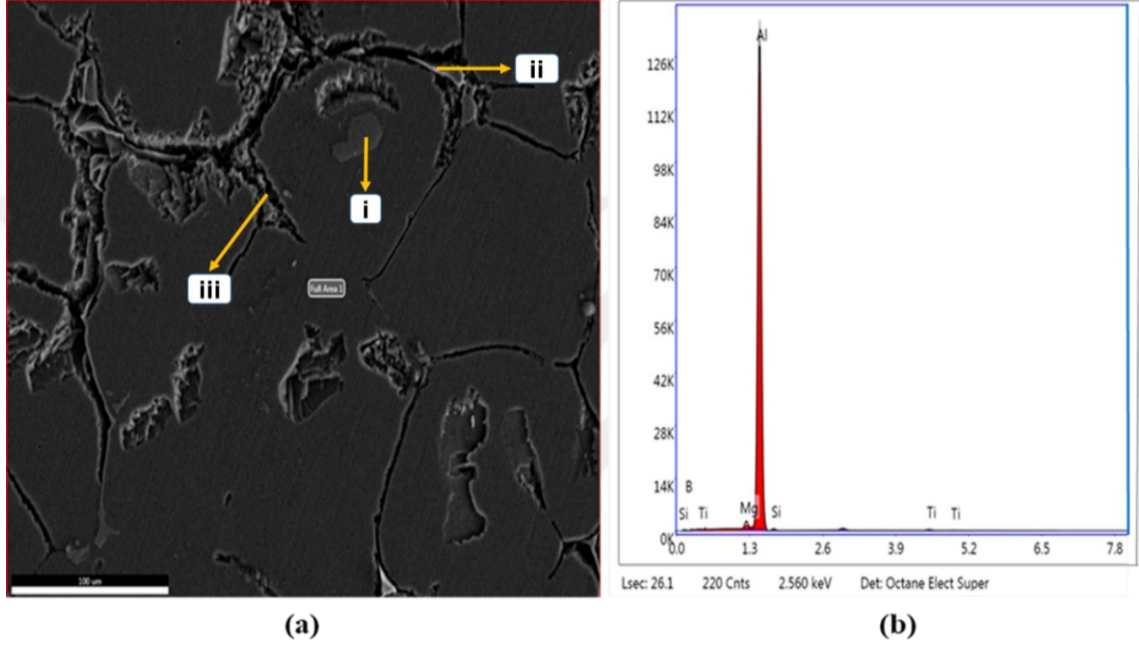 ii
i
iii
Full Area 1
100 um
(a)
Al
126K
112K
98K
84K
70K
56K
42K
28K
14K
0K
B
Si Ti Mg Si Ti Ti
0.0 1.3 2.6 3.9 5.2 6.5 7.8
Lsec: 26.1 220 Cnts 2.560 keV Det: Octane Elect Super
(b)